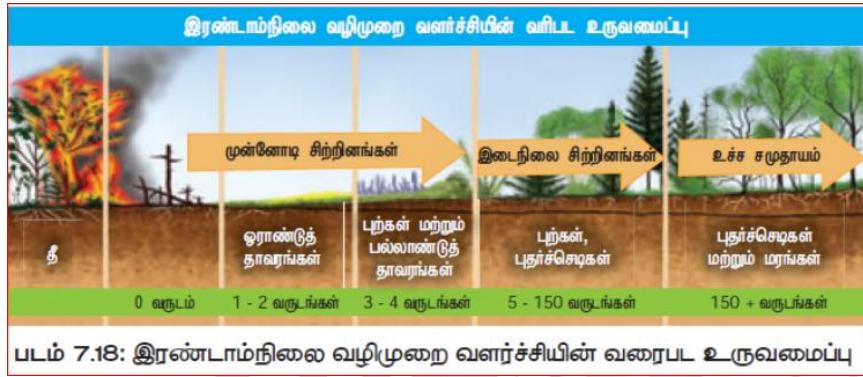 இரண்டாம்நிலை வழிமுறை வளர்ச்சியின் வரிபட உருவமைப்பு
முன்னோடி சிற்றினங்கள்
இடைநிலை சிற்றினங்கள்
உச்ச சமுதாயம்
தீ
ஓராண்டுத்
தாவரங்கள்
புற்கள் மற்றும்
பல்லாண்டுத்
தாவரங்கள்
புற்கள்,
புதர்ச்செடிகள்
புதர்ச்செடிகள்
மற்றும் மரங்கள்
0 வருடம்
1 - 2 வருடங்கள்
3 - 4 வருடங்கள்
5 - 150 வருடங்கள்
150 + வருடங்கள்
படம் 7.18: இரண்டாம்நிலை வழிமுறை வளர்ச்சியின் வரைபட உருவமைப்பு